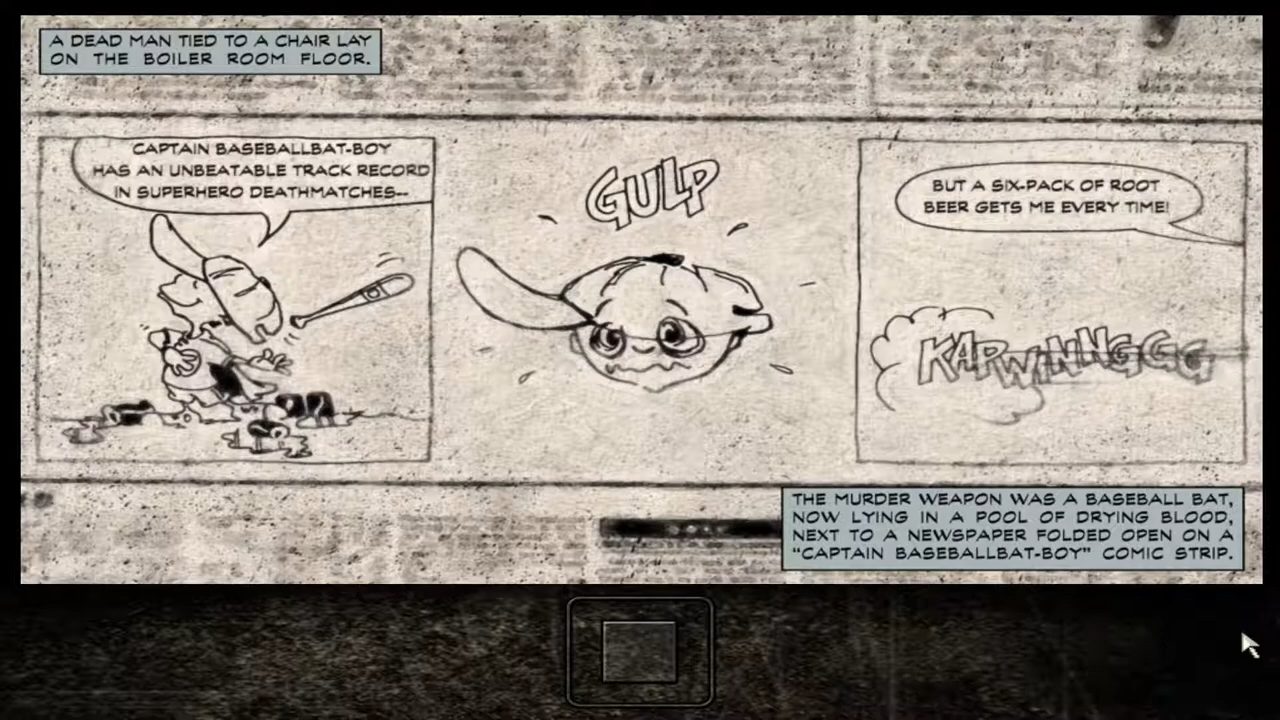 A DEAD MAN TIED TO A CHAIR LAY
ON THE BOILER ROOM FLOOR.
CAPTAIN BASEBALLBAT-BOY
HAS AN UNBEATABLE TRACK RECORD
IN SUPERHERO DEATHMATCHES--
GULP
BUT A SIX-PACK OF ROOT
BEER GETS ME EVERY TIME!
KAPWINNGGG
THE MURDER WEAPON WAS A BASEBALL BAT,
NOW LYING IN A POOL OF DRYING BLOOD,
NEXT TO A NEWSPAPER FOLDED OPEN ON A
“CAPTAIN BASEBALLBAT-BOY” COMIC STRIP.